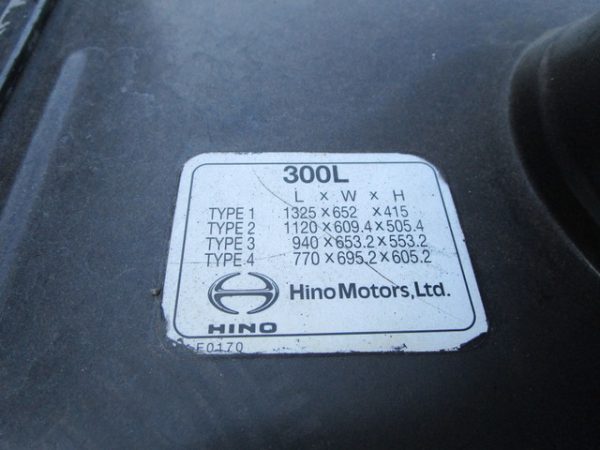 300L
L × W × H
TYPE 1 1325×652 ×415
TYPE 2 1120×609.4×505.4
TYPE 3 940×653.2×553.2
TYPE 4 770×695.2×605.2
HINO
Hino Motors, Ltd.
E0170